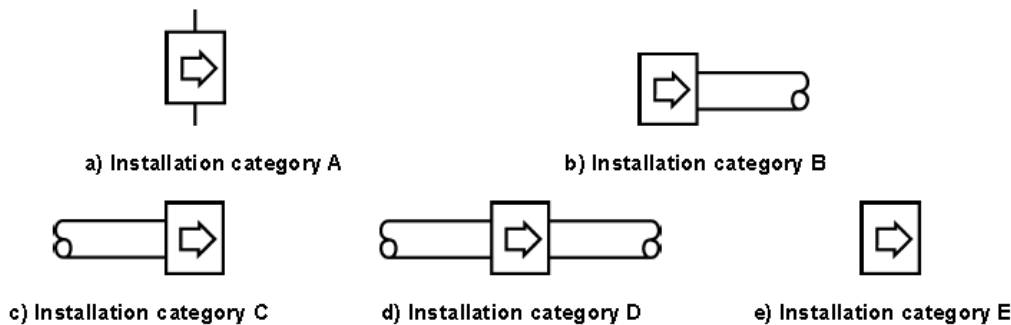 a) Installation category A
b) Installation category B
c) Installation category C
d) Installation category D
e) Installation category E